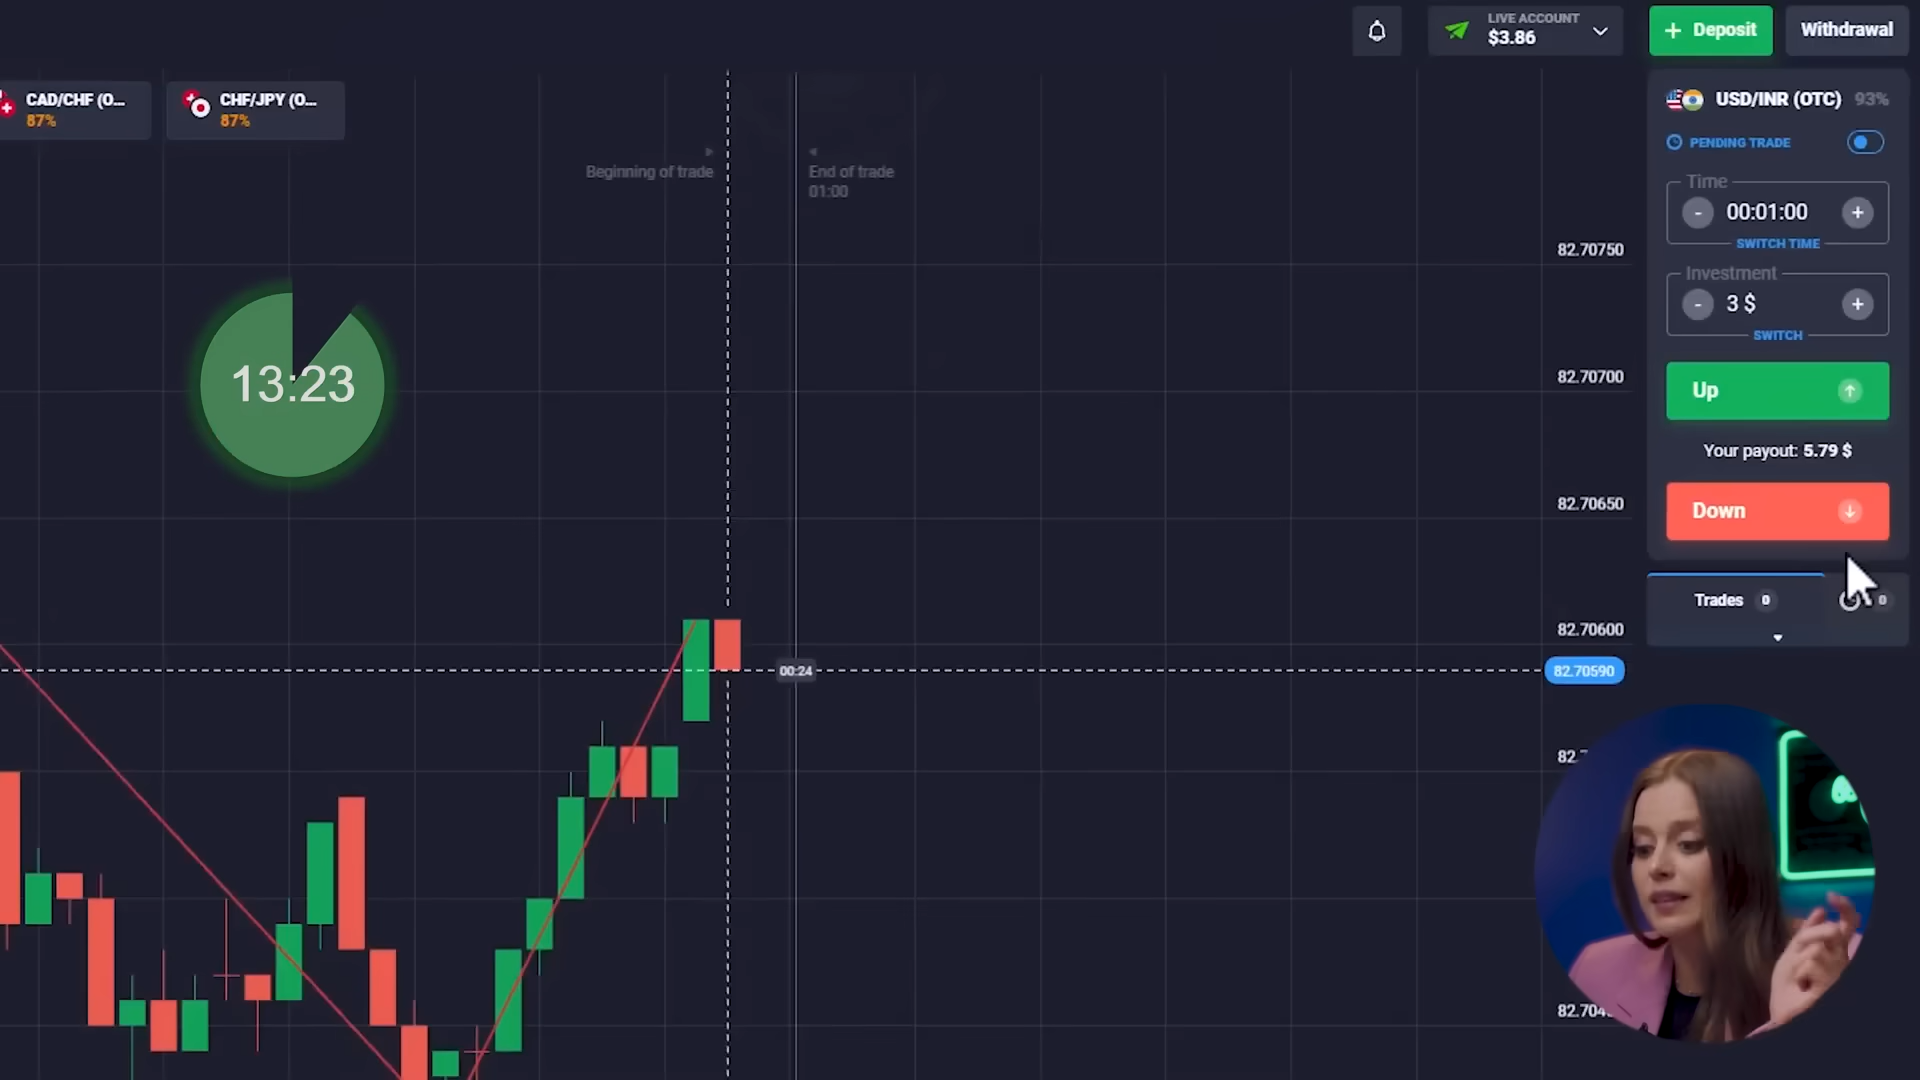 LIVE ACCOUNT
$3.86
+ Deposit
Withdrawal
CAD/CHF (O...
87%
CHF/JPY (O...
87%
Beginning of trade
End of trade
01:00
USD/INR (OTC) 93%
PENDING TRADE
Time
- 00:01:00 +
SWITCH TIME
Investment
- 3 $ +
SWITCH
Up
Your payout: 5.79 $
Down
Trades 0
0
13:23
82.70750
82.70700
82.70650
82.70600
00:24
82.70590